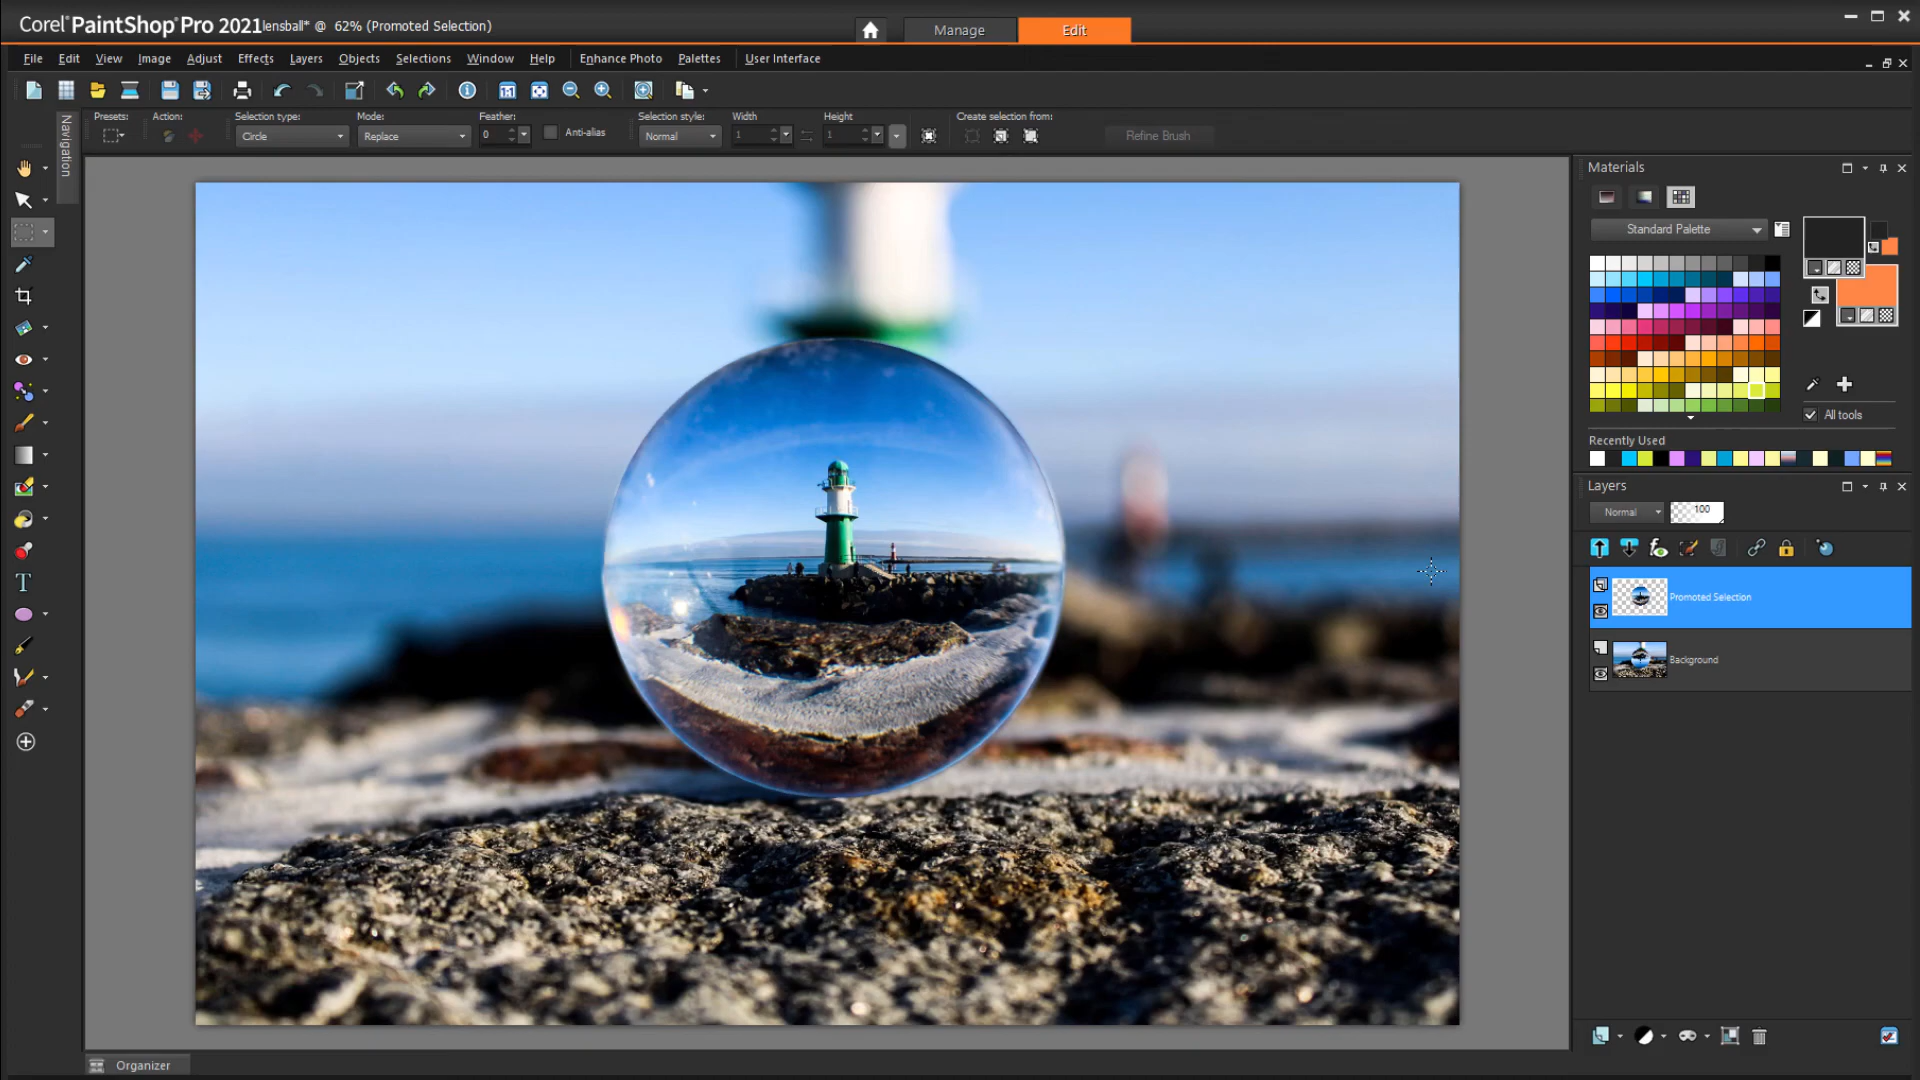 Corel PaintShop Pro 2021 lensball* @ 62% (Promoted Selection)
Manage
Edit
File Edit View Image Adjust Effects Layers Objects Selections Window Help Enhance Photo Palettes User Interface
Presets: Action: Selection type: Mode: Feather: Anti-alias Selection style: Width Height Create selection from:
Circle Replace 0 Normal 1 1 Refine Brush
Navigation
Materials
Standard Palette
All tools
Recently Used
Layers
Normal 100
Promoted Selection
Background
Organizer